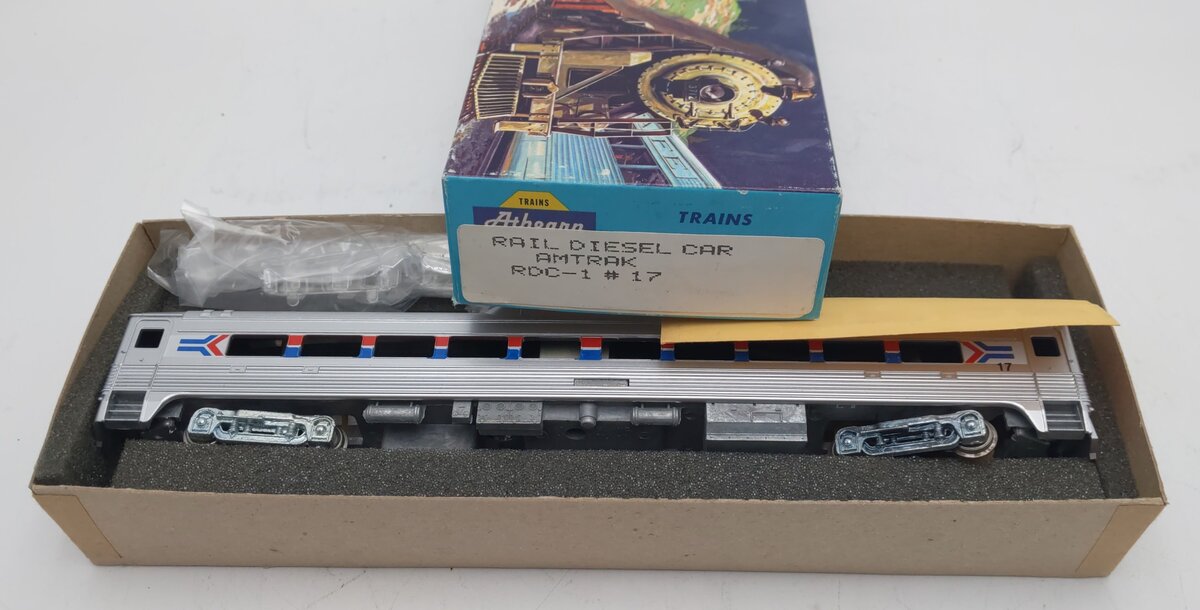 TRAINS
Athearn
TRAINS
RAIL DIESEL CAR
AMTRAK
RDC-1 # 17
17